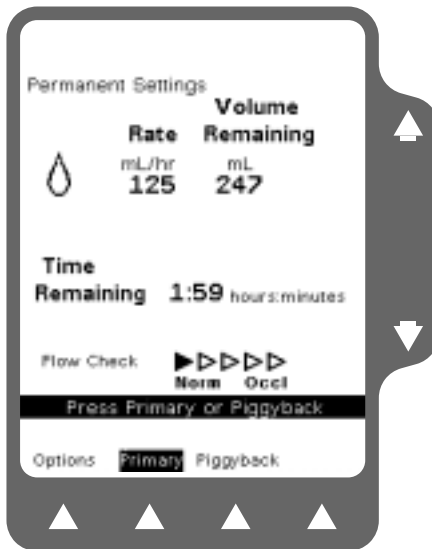 Permanent Settings
Volume
Rate Remaining
mL/hr mL
125 247
Time
Remaining 1:59 hours:minutes
Flow Check
Norm Occl
Press Primary or Piggyback
Options Primary Piggyback